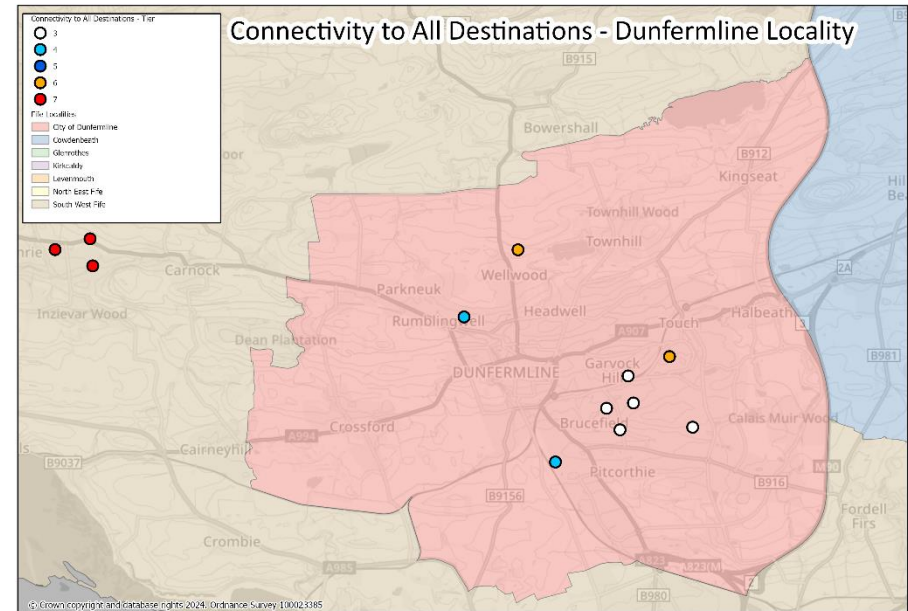 Connectivity to All Destinations - Dunfermline Locality
Connectivity to All Destinations - Tier
3
4
5
6
7
Fife Localities
City of Dunfermline
Cowdenbeath
Glenrothes
Kirkcaldy
Levenmouth
North East Fife
South West Fife
B915
Bowershall
B912
Kingseat
Townhill Wood
Townhill
Wellwood
Carnock
Parkneuk
Inzievar Wood
Rumblingwell
Headwell
A907
Touch
Halbeath
2A
3
B981
Dean Plantation
DUNFERMLINE
Garvock
Hill
Brucefield
Calais Muir Wood
Crossford
A994
Cairneyhill
B9037
Pitcorthie
M90
B916
B9156
Fordell
Firs
Crombie
A985
A823
A823(M
2
B980
© Crown copyright and database rights 2024. Ordnance Survey 100023385